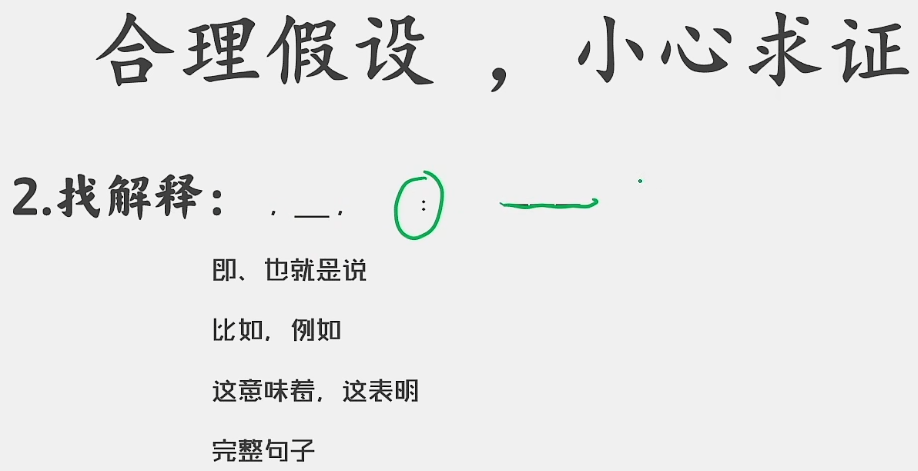 合理假设 ，小心求证
2.找解释： ，__， ： ——
即、也就是说
比如，例如
这意味着，这表明
完整句子